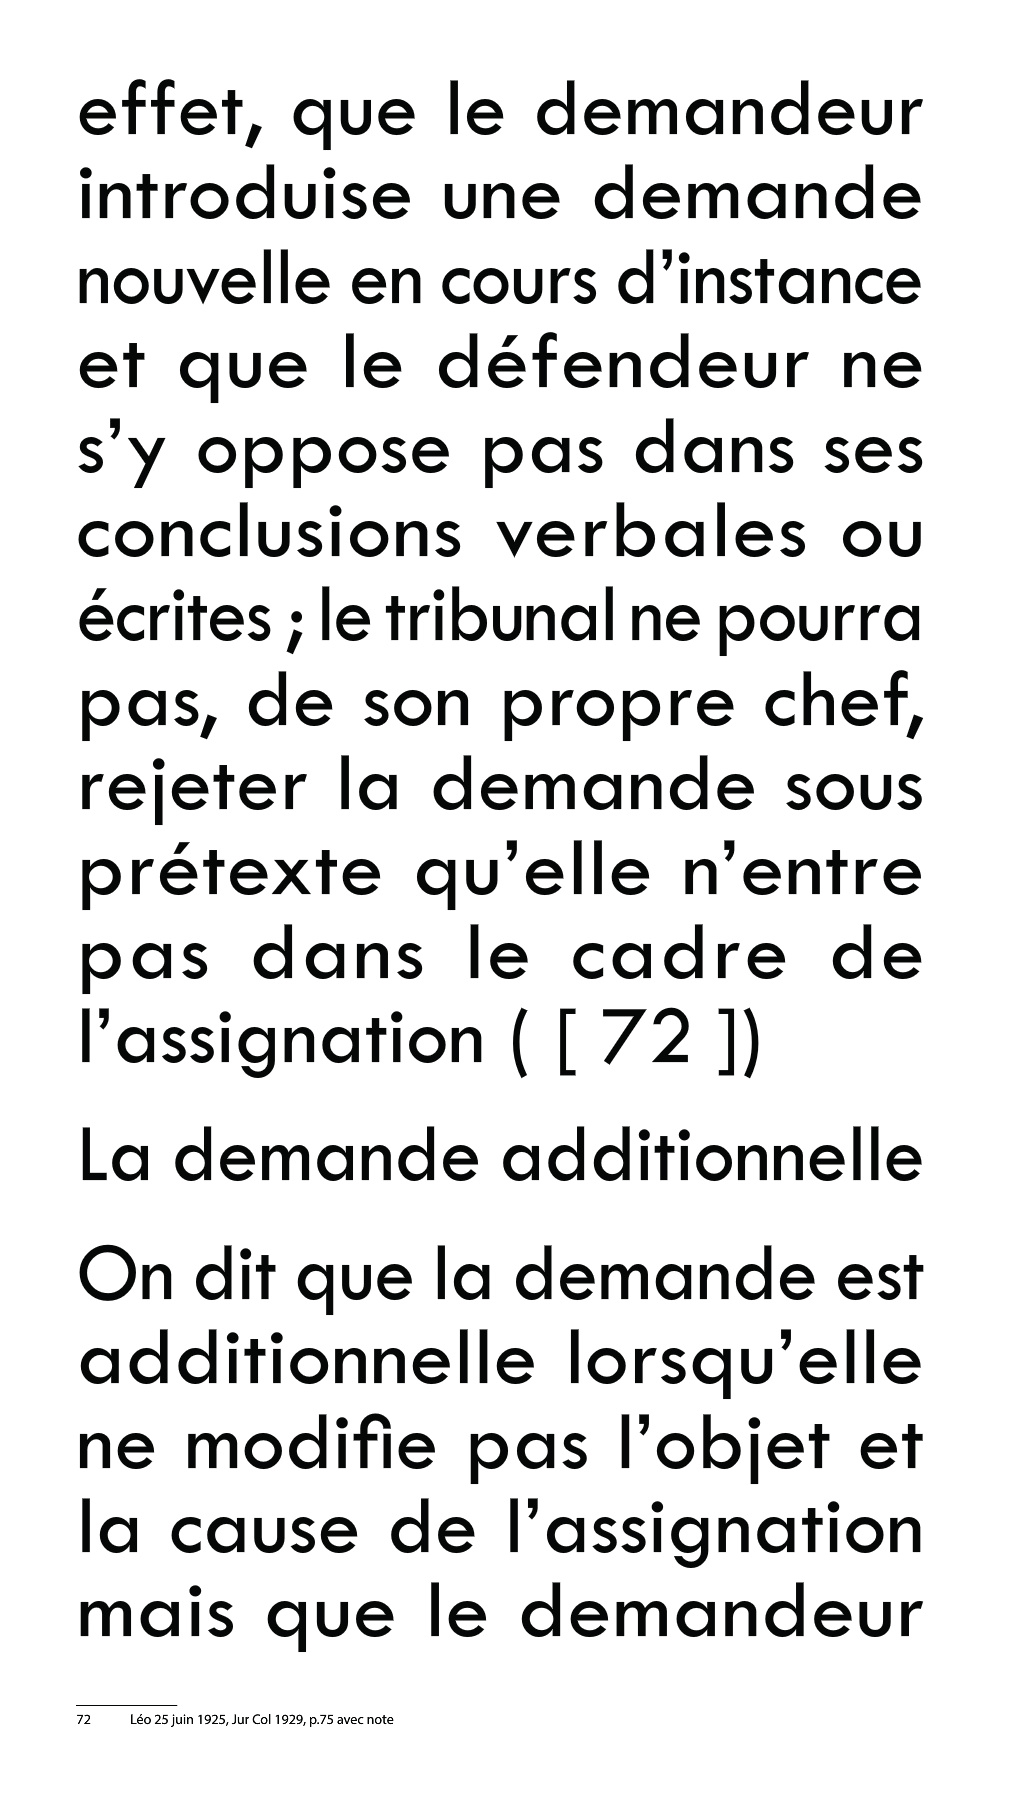 effet, que le demandeur
introduise une demande
nouvelle en cours d’instance
et que le défendeur ne
s’y oppose pas dans ses
conclusions verbales ou
écrites ; le tribunal ne pourra
pas, de son propre chef,
rejeter la demande sous
prétexte qu’elle n’entre
pas dans le cadre de
l’assignation ( [ 72 ])
La demande additionnelle
On dit que la demande est
additionnelle lorsqu’elle
ne modifie pas l’objet et
la cause de l’assignation
mais que le demandeur
72 Léo 25 juin 1925, Jur Col 1929, p.75 avec note